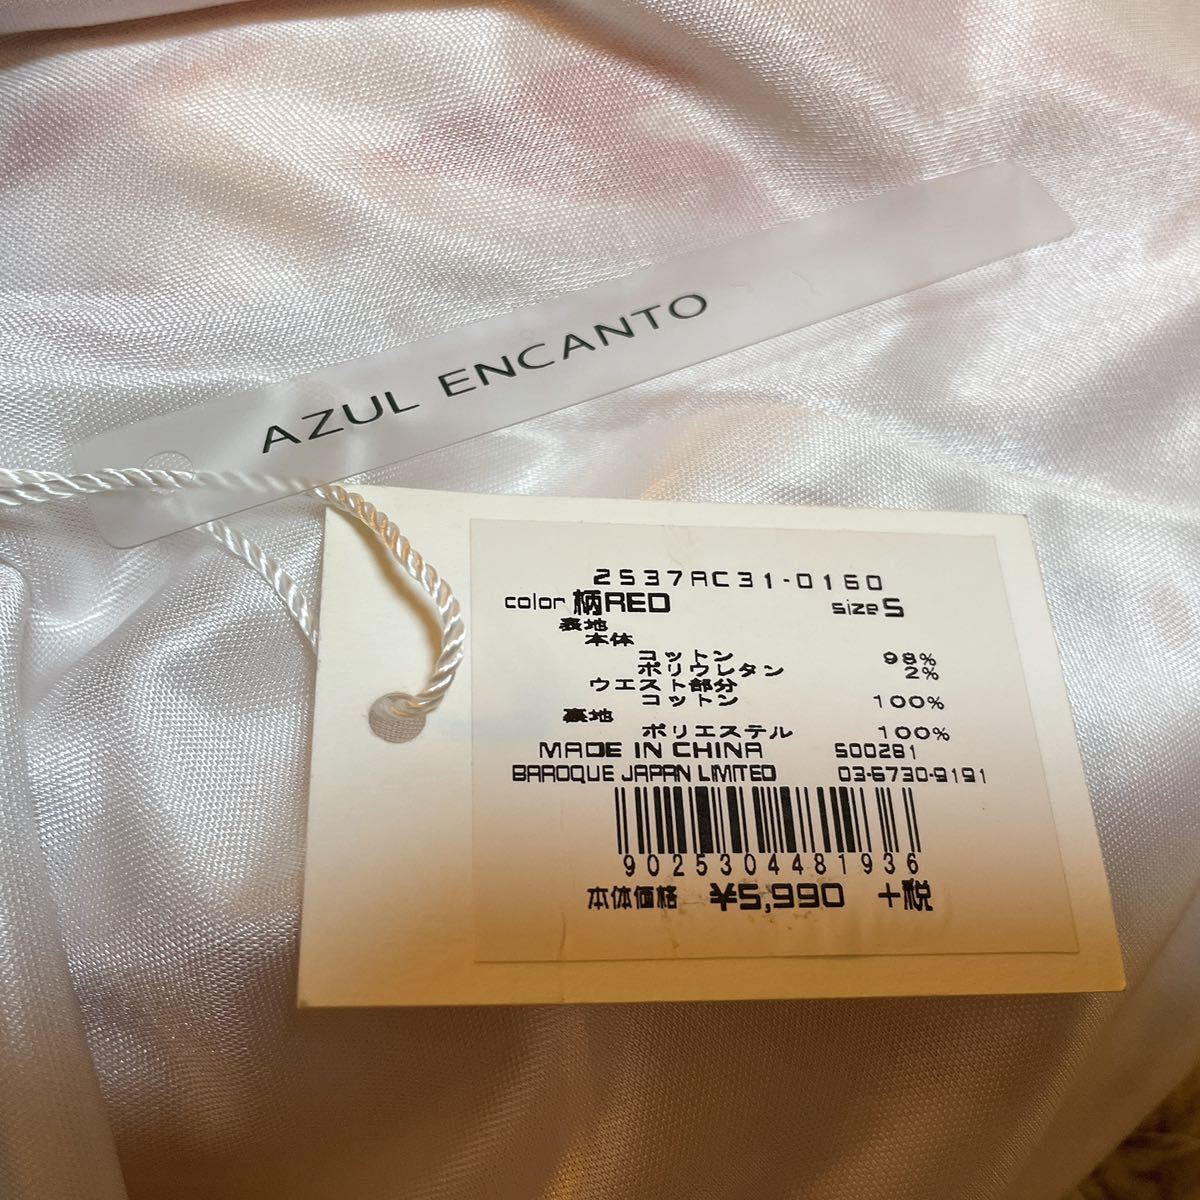 AZUL ENCANTO
2537AC31-0160
color 柄RED size S
表地
本体
コットン 98%
ポリウレタン 2%
ウエスト部分
コットン 100%
裏地
ポリエステル 100%
MADE IN CHINA 500281
BAROQUE JAPAN LIMITED 03-6730-9191
9025304481936
本体価格 ¥5,990 +税